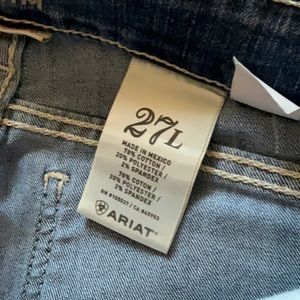 27L
MADE IN MEXICO
78% COTTON /
20% POLYESTER /
2% SPANDEX
78% COTON /
20% POLYESTER /
2% SPANDEX
ARIAT